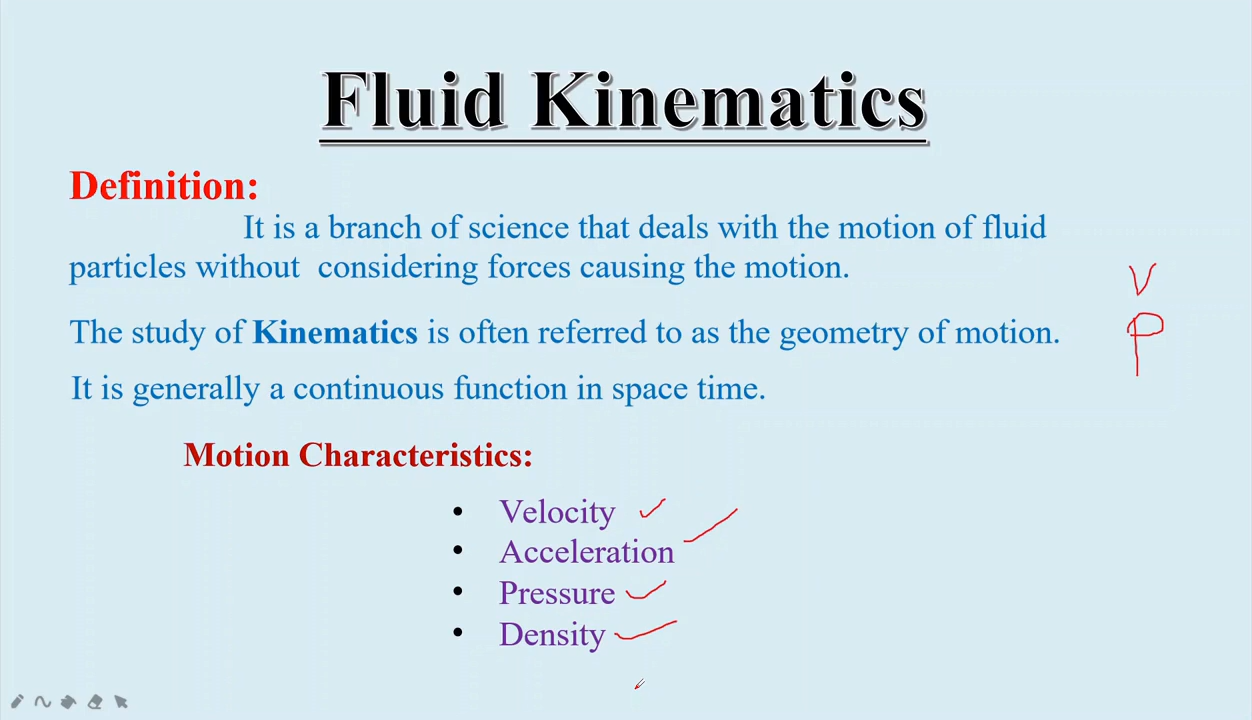 Fluid Kinematics
Definition:
It is a branch of science that deals with the motion of fluid
particles without considering forces causing the motion.
V
The study of Kinematics is often referred to as the geometry of motion.
P
It is generally a continuous function in space time.
Motion Characteristics:
• Velocity
• Acceleration
• Pressure
• Density